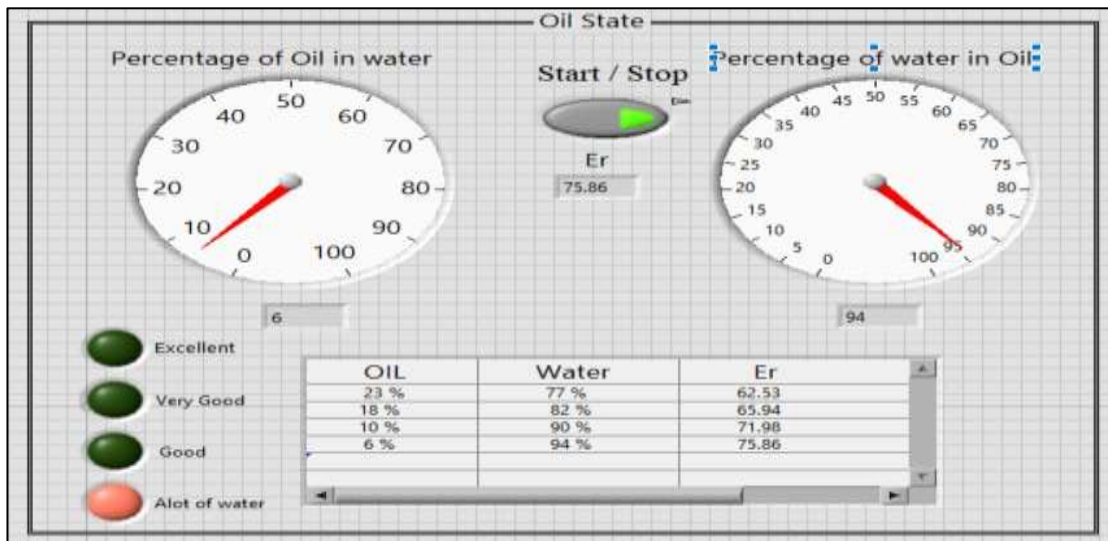 Oil State
Percentage of Oil in water
0
10
20
30
40
50
60
70
80
90
100
6
Start / Stop
Er
75.86
Percentage of water in Oil
0
5
10
15
20
25
30
35
40
45
50
55
60
65
70
75
80
85
90
95
100
94
Excellent
Very Good
Good
Alot of water
OIL Water Er
23 % 77 % 62.53
18 % 82 % 65.94
10 % 90 % 71.98
6 % 94 % 75.86